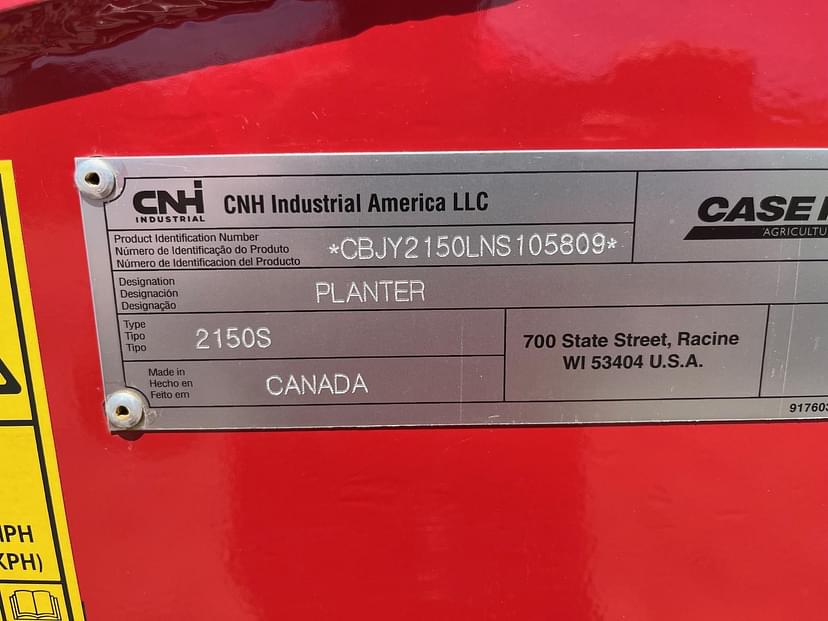 CNH
INDUSTRIAL
CNH Industrial America LLC
CASE
AGRICULTU
Product Identification Number
Número de Identificação do Produto
Número de Identificacion del Producto
*CBJY2150LNS105809*
Designation
Designación
Designação
PLANTER
Type
Tipo
Tipo
2150S
700 State Street, Racine
WI 53404 U.S.A.
Made in
Hecho en
Feito em
CANADA
917603
MPH
KPH)